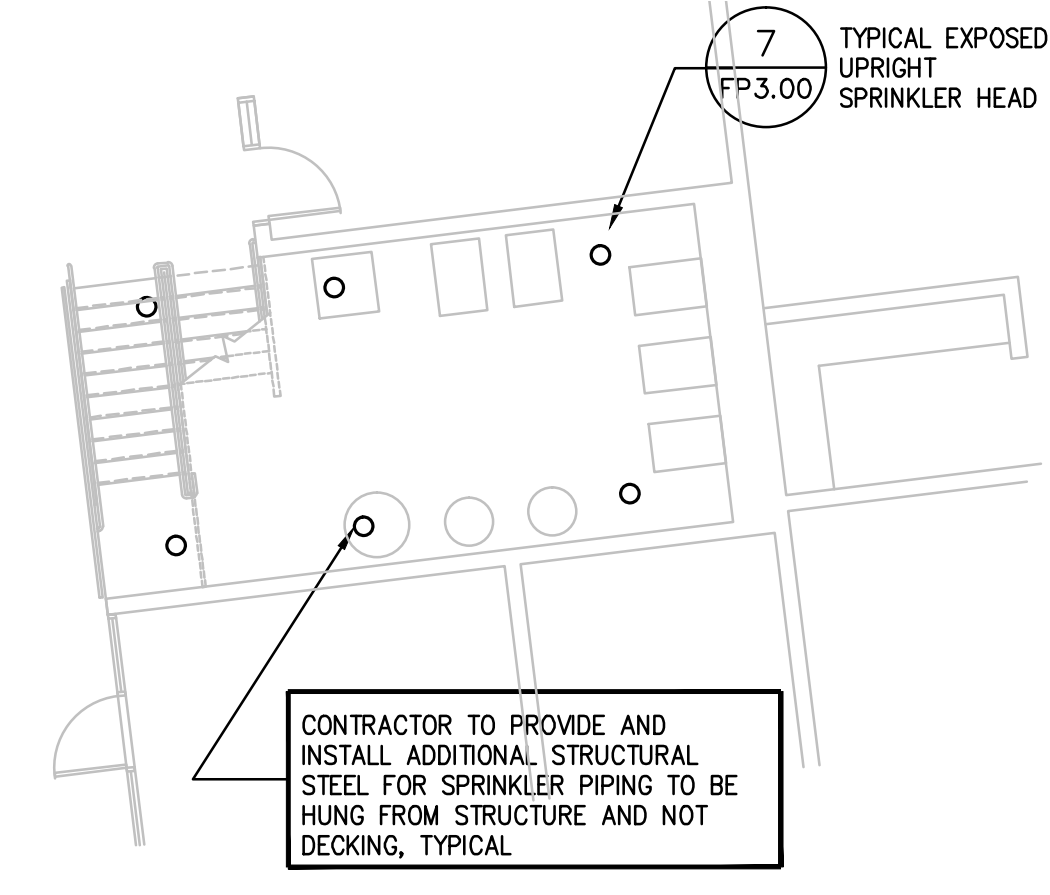 7
FP3.00
TYPICAL EXPOSED
UPRIGHT
SPRINKLER HEAD
CONTRACTOR TO PROVIDE AND
INSTALL ADDITIONAL STRUCTURAL
STEEL FOR SPRINKLER PIPING TO BE
HUNG FROM STRUCTURE AND NOT
DECKING, TYPICAL